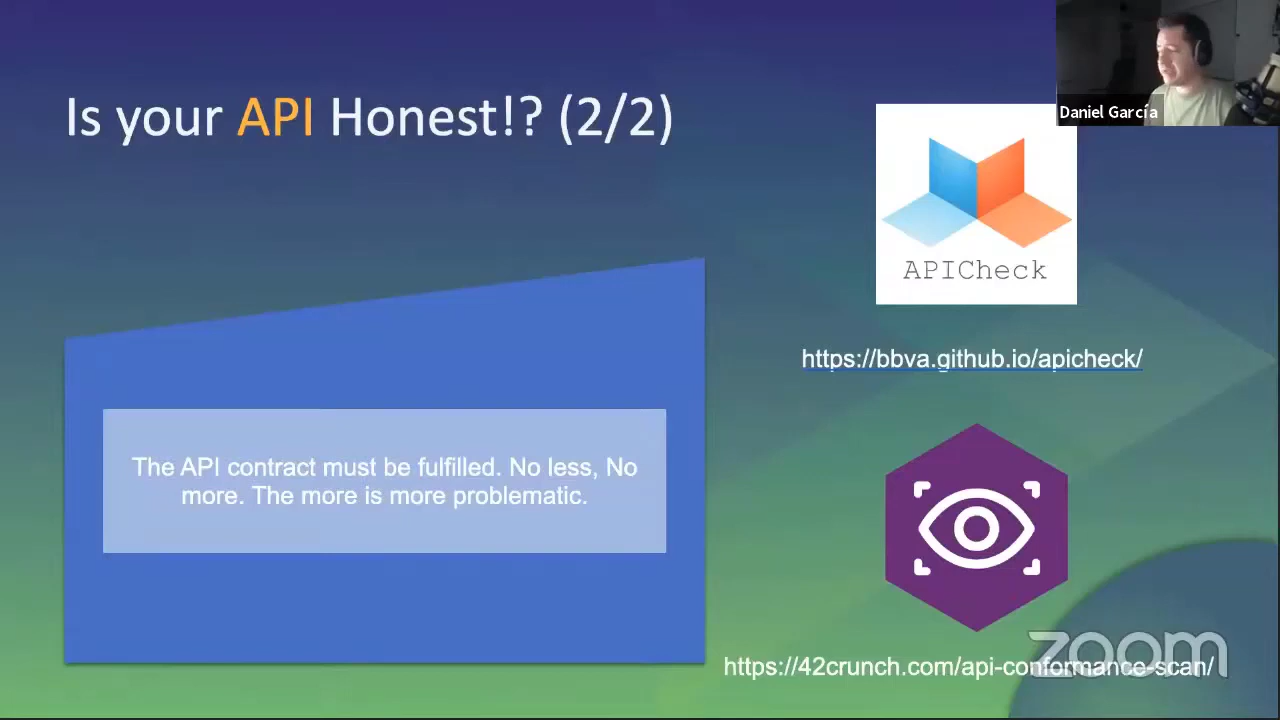 Is your API Honest!? (2/2)
Daniel García
APICheck
https://bbva.github.io/apicheck/
The API contract must be fulfilled. No less, No
more. The more is more problematic.
https://42crunch.com/api-conformance-scan/
zoom